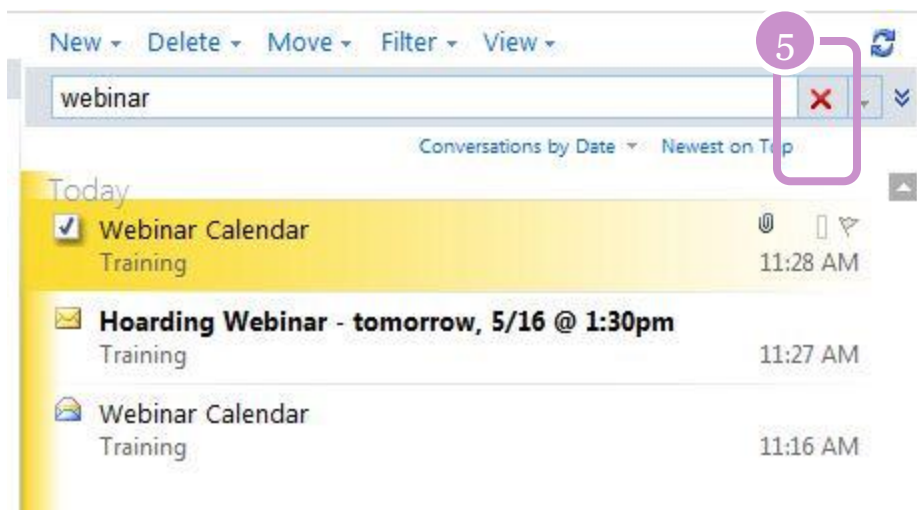 New Delete Move Filter View 5
webinar
Conversations by Date Newest on Top
Today
Webinar Calendar
Training 11:28 AM
Hoarding Webinar - tomorrow, 5/16 @ 1:30pm
Training 11:27 AM
Webinar Calendar
Training 11:16 AM